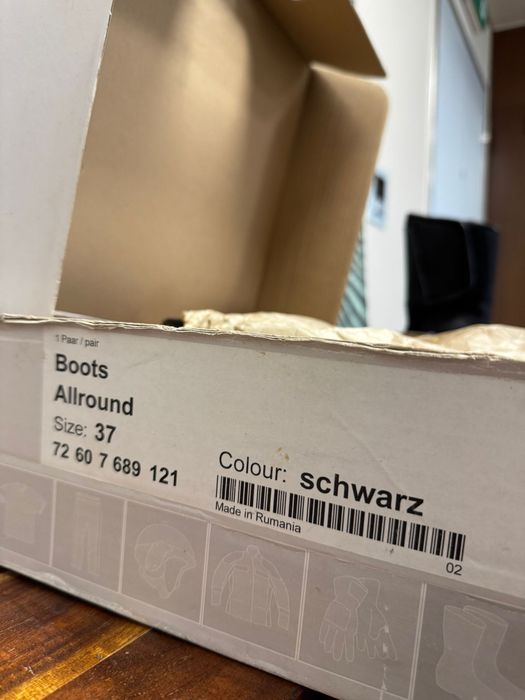 1 Paar / pair
Boots
Allround
Size: 37
72 60 7 689 121
Colour: schwarz
Made in Rumania
02